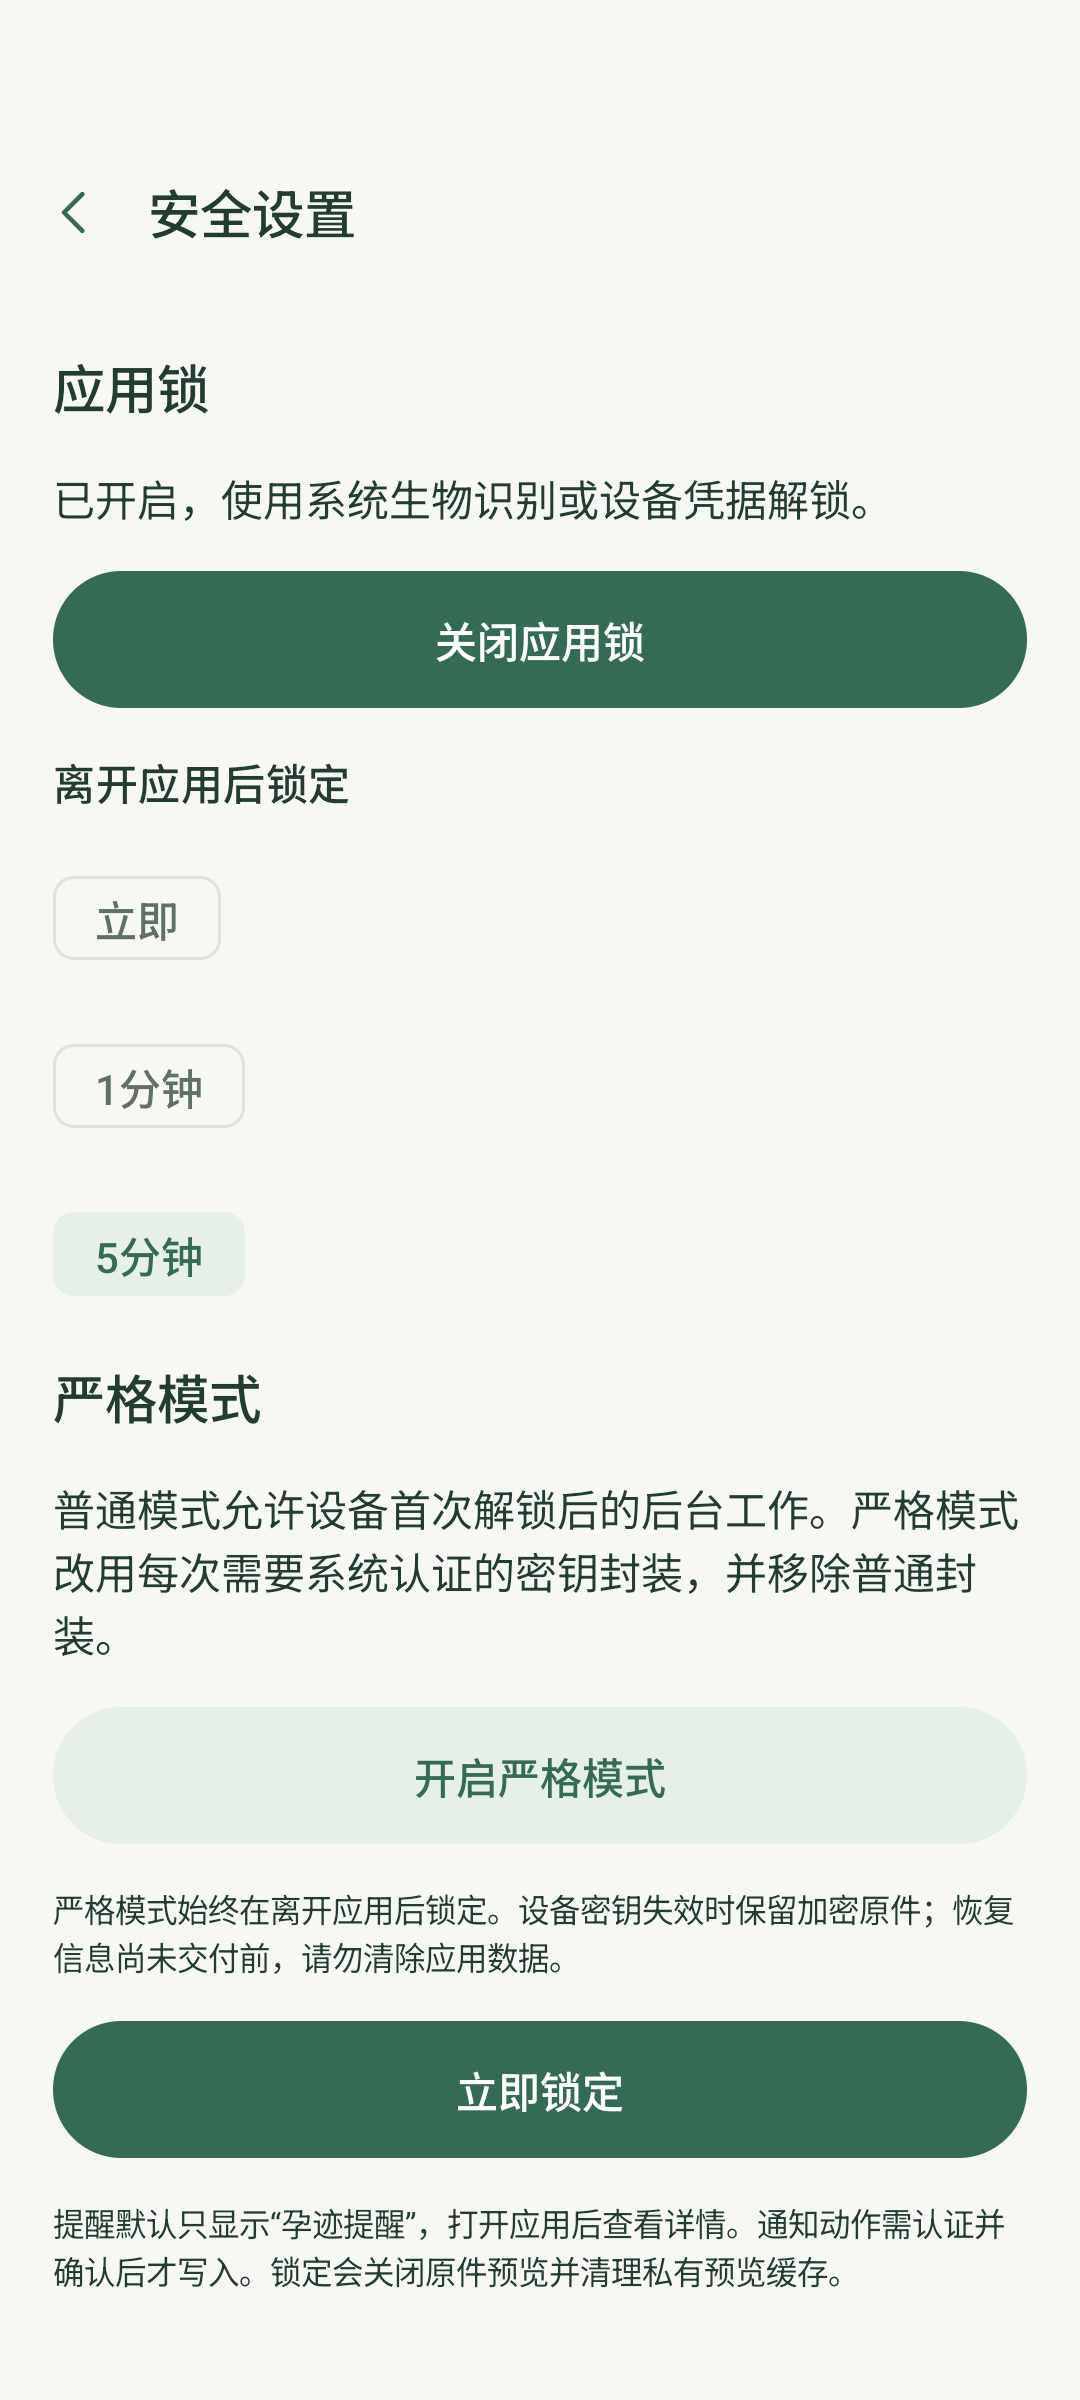 安全设置
应用锁
已开启，使用系统生物识别或设备凭据解锁。
关闭应用锁
离开应用后锁定
立即
1分钟
5分钟
严格模式
普通模式允许设备首次解锁后的后台工作。严格模式
改用每次需要系统认证的密钥封装，并移除普通封
装。
开启严格模式
严格模式始终在离开应用后锁定。设备密钥失效时保留加密原件；恢复
信息尚未交付前，请勿清除应用数据。
立即锁定
提醒默认只显示“孕迹提醒”，打开应用后查看详情。通知动作需认证并
确认后才写入。锁定会关闭原件预览并清理私有预览缓存。